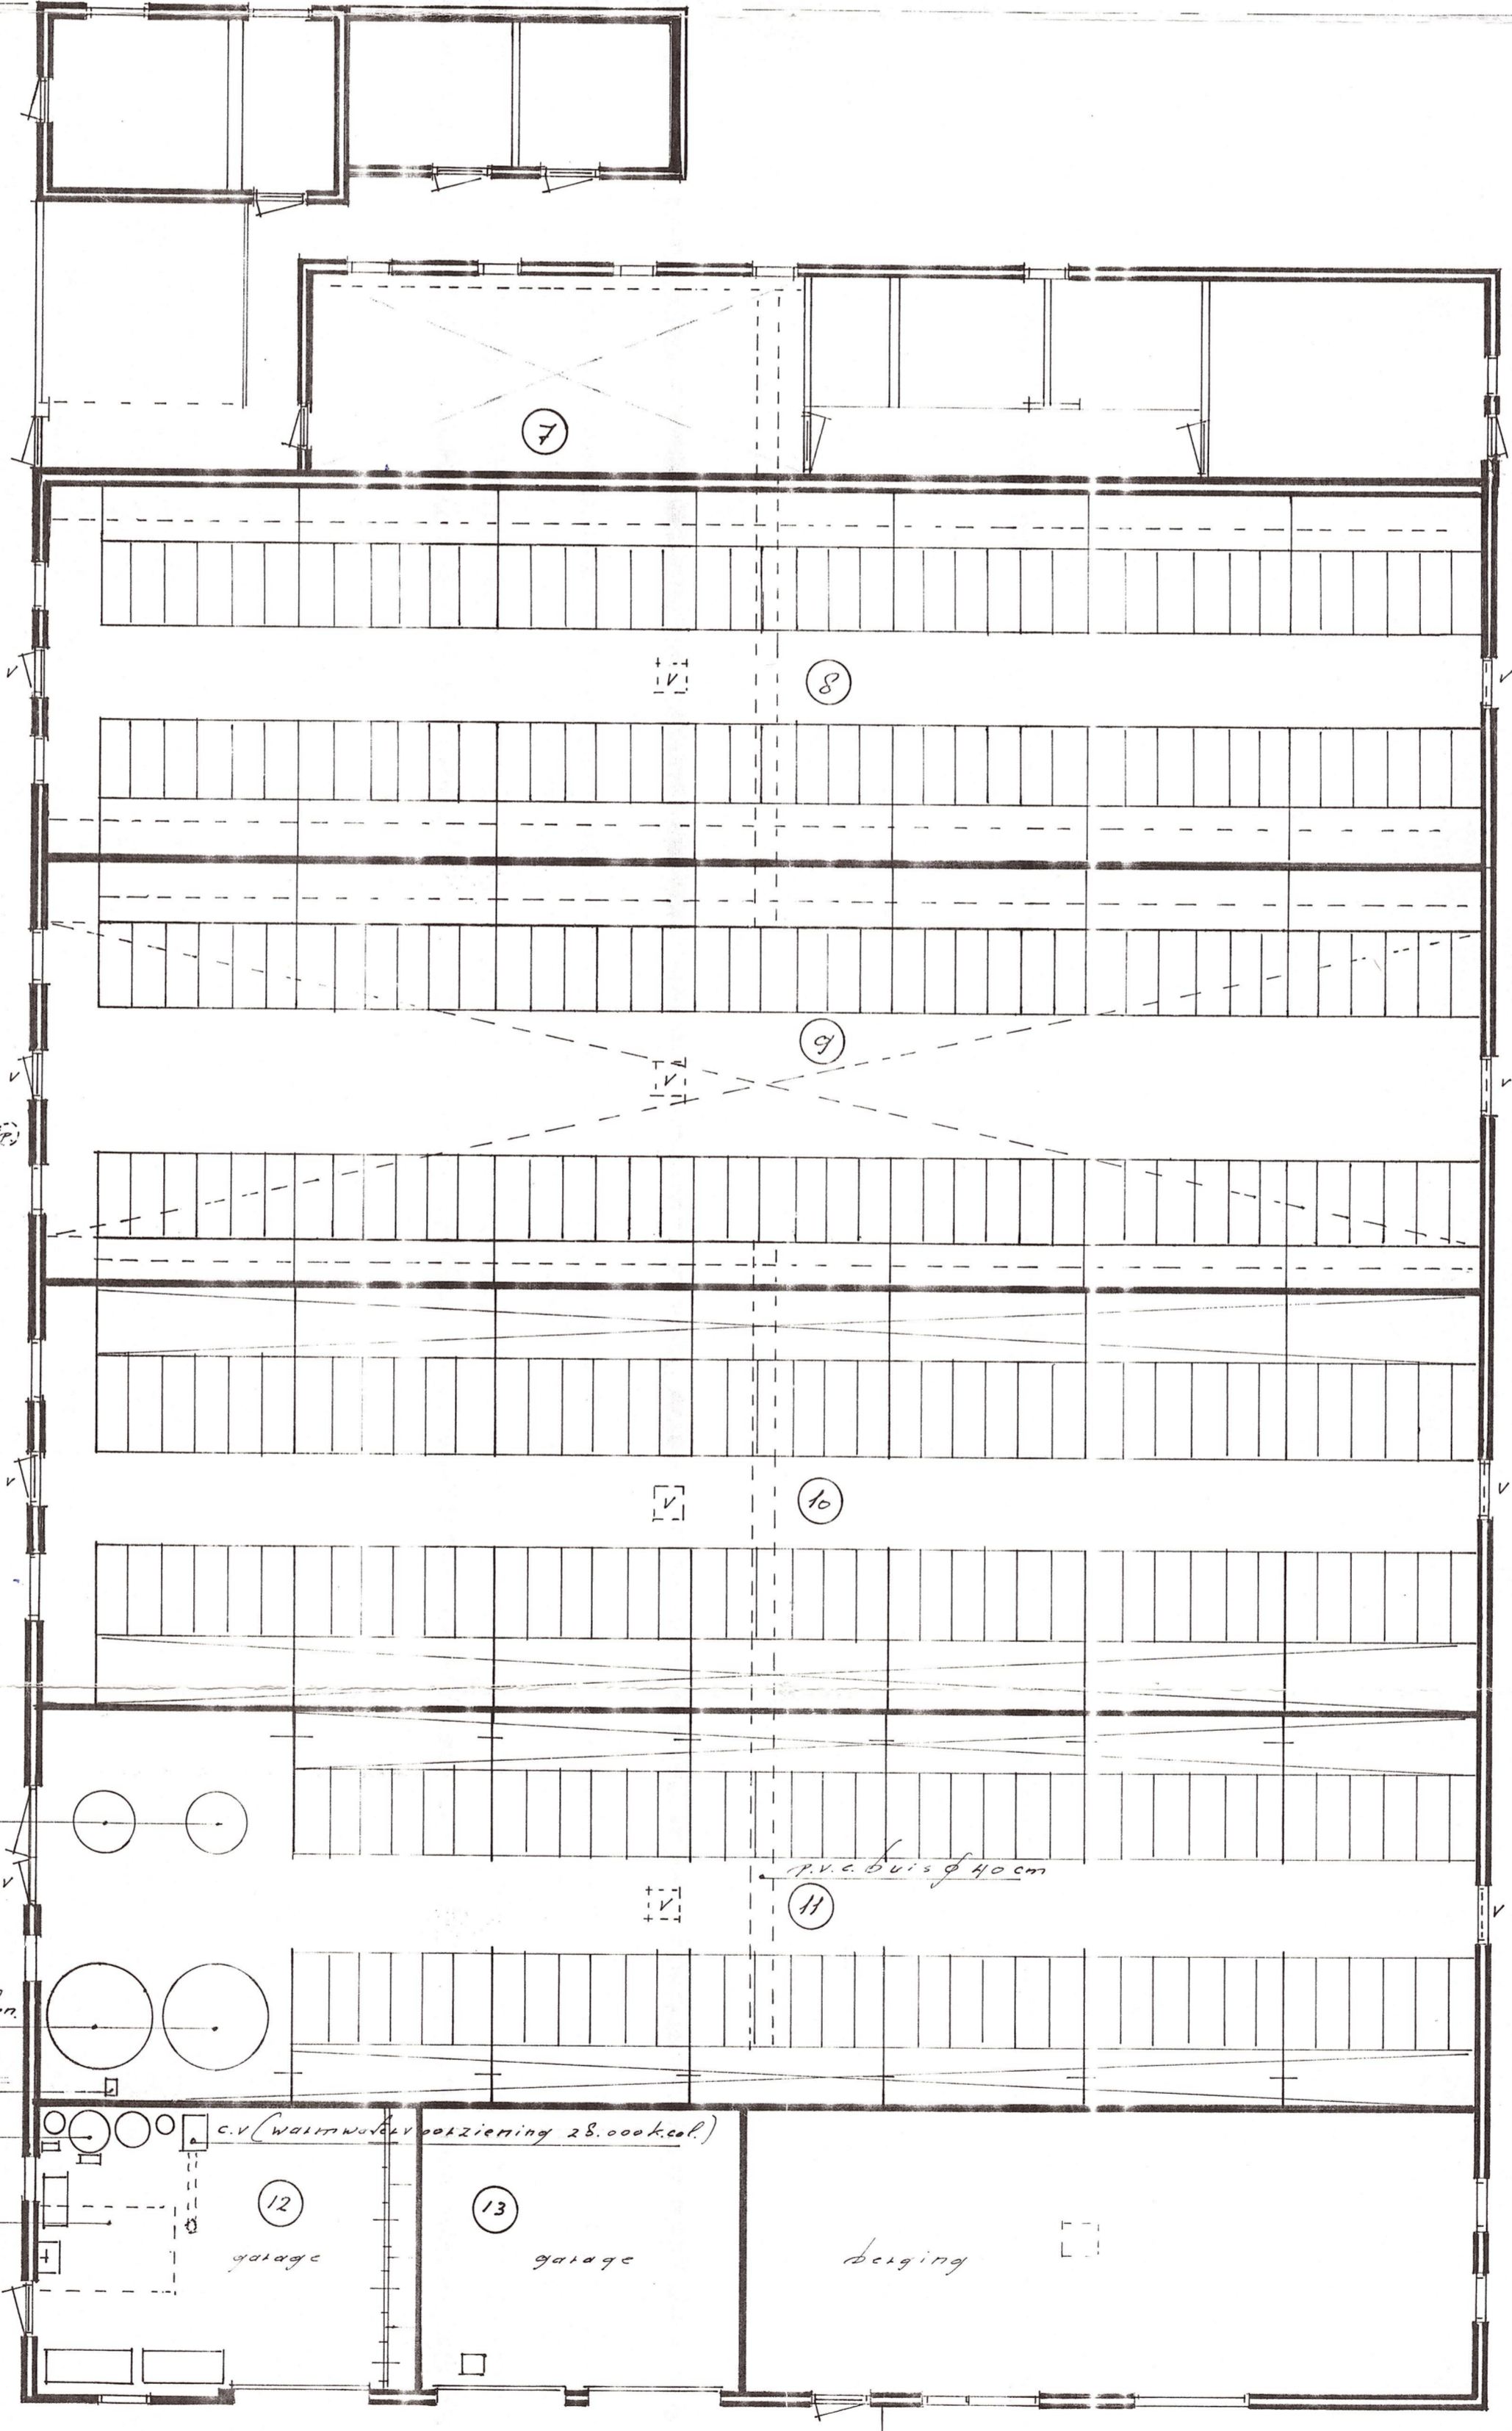 7
v
8
v
v
9
v
v
v
v
10
v
v
p.v.c. buis ϕ 40 cm
v
11
v
v
c.v (warmwatervoorziening 28.000 k.cal.)
12
13
garage
garage
berging